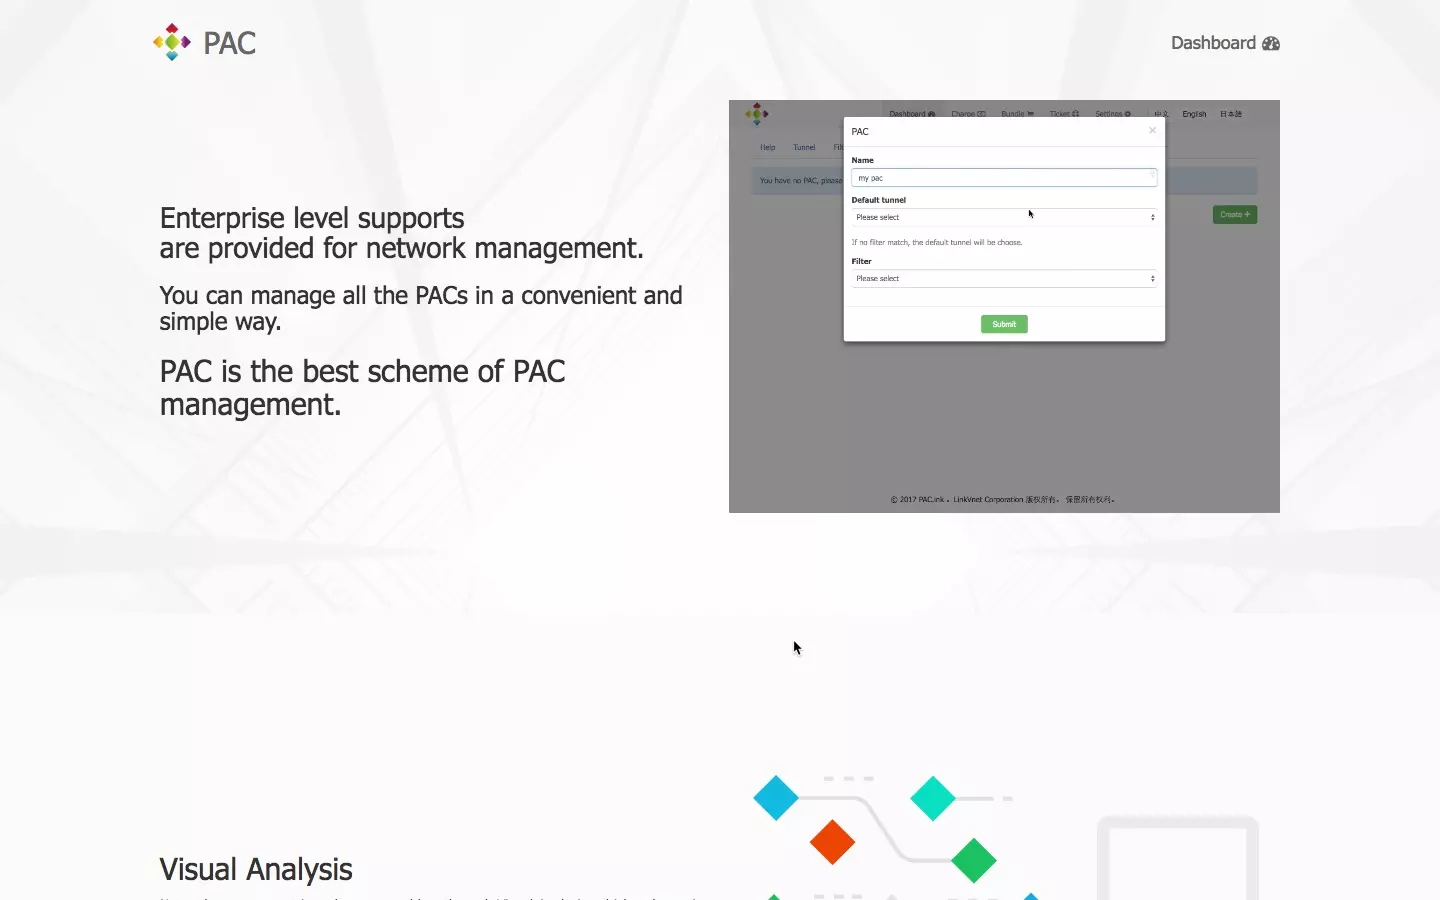 PAC
Dashboard
Enterprise level supports
are provided for network management.
You can manage all the PACs in a convenient and
simple way.
PAC is the best scheme of PAC
management.
Dashboard Charge Bundle Ticket Settings 中文 English 日本語
Help Tunnel
You have no PAC, please
Create +
PAC ×
Name
my pac
Default tunnel
Please select
If no filter match, the default tunnel will be choose.
Filter
Please select
Submit
© 2017 PAC.ink 。LinkVnet Corporation 版权所有。 保留所有权利。
Visual Analysis